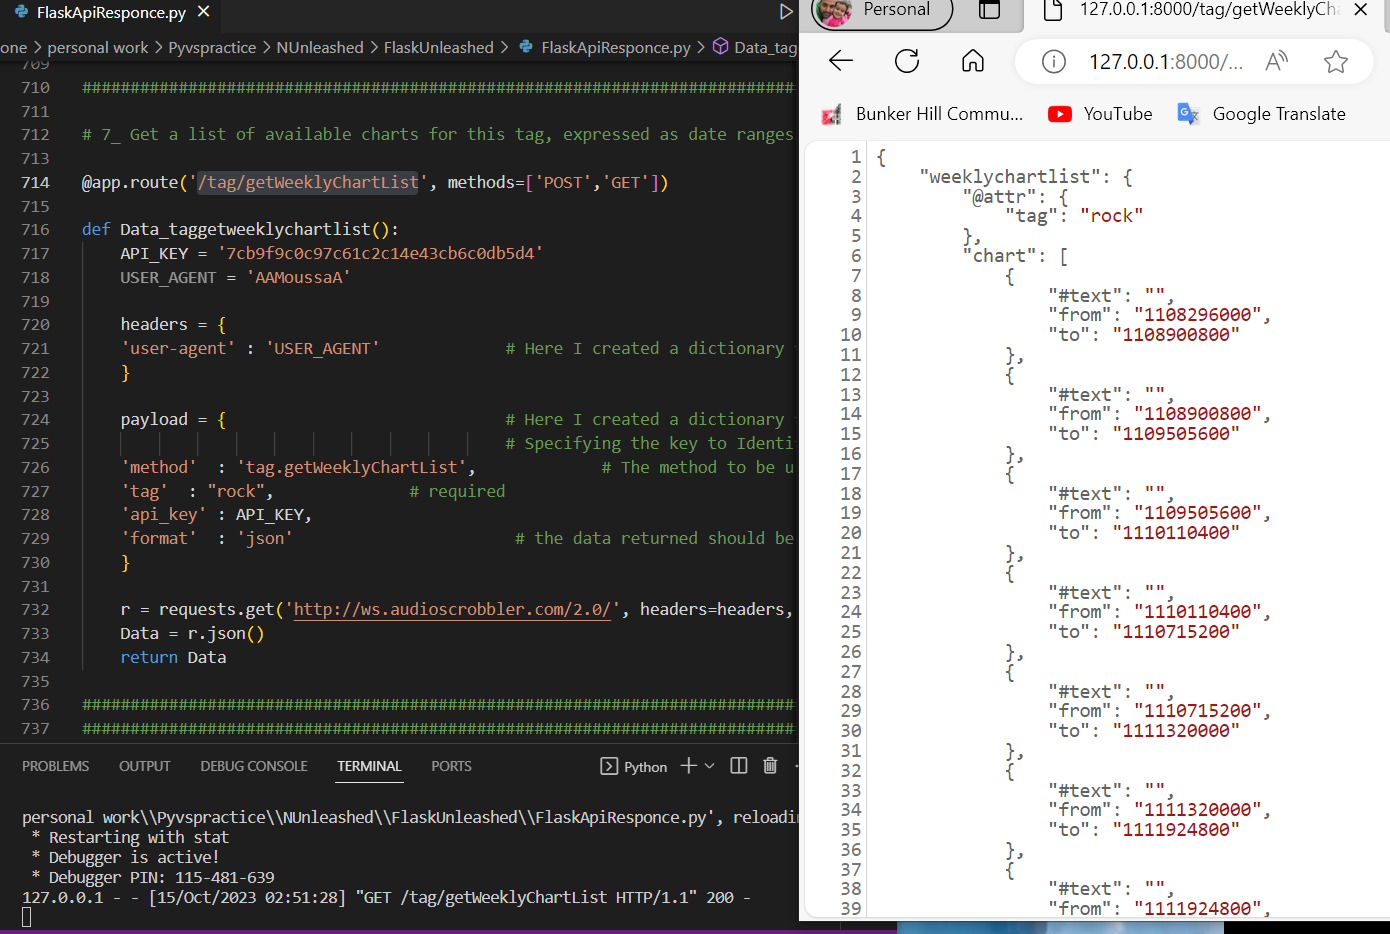 FlaskApiResponce.py
one > personal work > Pyvspractice > NUnleashed > FlaskUnleashed > FlaskApiResponce.py > Data_tag
709
710 ##########################################################################
711
712 # 7_ Get a list of available charts for this tag, expressed as date ranges
713
714 @app.route('/tag/getWeeklyChartList', methods=['POST','GET'])
715
716 def Data_taggetweeklychartlist():
717 API_KEY = '7cb9f9c0c97c61c2c14e43cb6c0db5d4'
718 USER_AGENT = 'AAMoussaA'
719
720 headers = {
721 'user-agent' : 'USER_AGENT' # Here I created a dictionary
722 }
723
724 payload = { # Here I created a dictionary
725 # Specifying the key to Identi
726 'method' : 'tag.getWeeklyChartList', # The method to be u
727 'tag' : "rock", # required
728 'api_key' : API_KEY,
729 'format' : 'json' # the data returned should be
730 }
731
732 r = requests.get('http://ws.audioscrobbler.com/2.0/', headers=headers,
733 Data = r.json()
734 return Data
735
736 ##########################################################################
737 ##########################################################################
PROBLEMS OUTPUT DEBUG CONSOLE TERMINAL PORTS Python
personal work\\Pyvspractice\\NUnleashed\\FlaskUnleashed\\FlaskApiResponce.py', reloadin
* Restarting with stat
* Debugger is active!
* Debugger PIN: 115-481-639
127.0.0.1 - - [15/Oct/2023 02:51:28] "GET /tag/getWeeklyChartList HTTP/1.1" 200 -
Personal 127.0.0.1:8000/tag/getWeeklyCha
127.0.0.1:8000/...
Bunker Hill Commu... YouTube Google Translate
1 {
2 "weeklychartlist": {
3 "@attr": {
4 "tag": "rock"
5 },
6 "chart": [
7 {
8 "#text": "",
9 "from": "1108296000",
10 "to": "1108900800"
11 },
12 {
13 "#text": "",
14 "from": "1108900800",
15 "to": "1109505600"
16 },
17 {
18 "#text": "",
19 "from": "1109505600",
20 "to": "1110110400"
21 },
22 {
23 "#text": "",
24 "from": "1110110400",
25 "to": "1110715200"
26 },
27 {
28 "#text": "",
29 "from": "1110715200",
30 "to": "1111320000"
31 },
32 {
33 "#text": "",
34 "from": "1111320000",
35 "to": "1111924800"
36 },
37 {
38 "#text": "",
39 "from": "1111924800",